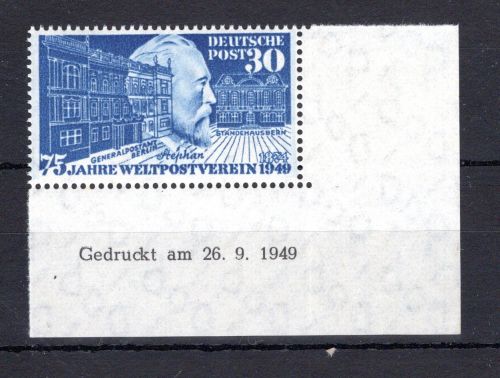 DEUTSCHE
POST 30
STÄNDEHAUS BERN
GENERALPOSTAMT
BERLIN
Stephan
1874
75 JAHRE WELTPOSTVEREIN 1949
Gedruckt am 26. 9. 1949